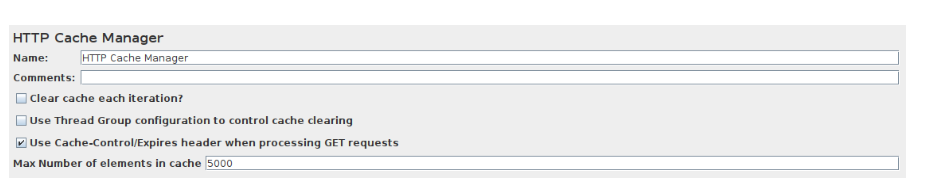 HTTP Cache Manager
Name: HTTP Cache Manager
Comments:
Clear cache each iteration?
Use Thread Group configuration to control cache clearing
Use Cache-Control/Expires header when processing GET requests
Max Number of elements in cache 5000